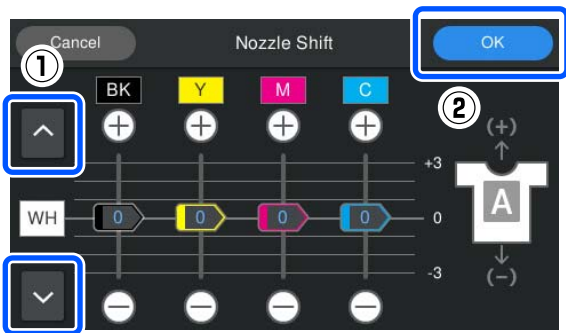 Cancel Nozzle Shift OK
①
BK Y M C
②
(+)
+3
WH 0 0 0 0 0 A
-3
(−)